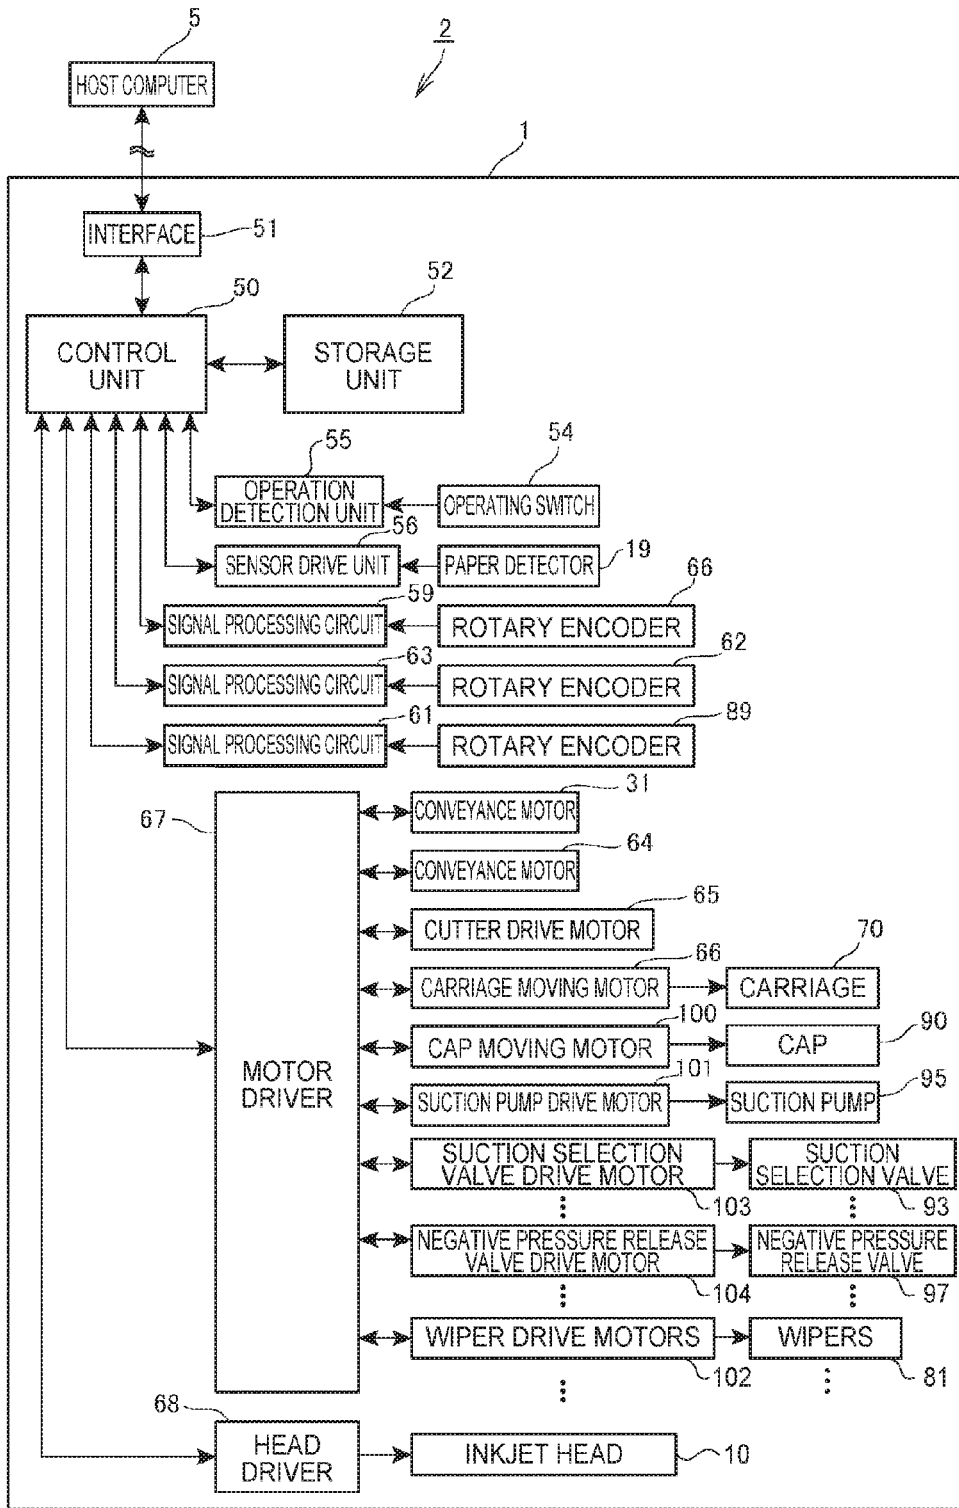 5
2
HOST COMPUTER
1
INTERFACE
51
50
52
CONTROL
UNIT
STORAGE
UNIT
55
54
OPERATION
DETECTION UNIT
OPERATING SWITCH
56
SENSOR DRIVE UNIT
PAPER DETECTOR
19
59
66
SIGNAL PROCESSING CIRCUIT
ROTARY ENCODER
63
62
SIGNAL PROCESSING CIRCUIT
ROTARY ENCODER
61
89
SIGNAL PROCESSING CIRCUIT
ROTARY ENCODER
67
31
CONVEYANCE MOTOR
64
CONVEYANCE MOTOR
65
CUTTER DRIVE MOTOR
66
70
CARRIAGE MOVING MOTOR
CARRIAGE
100
90
CAP MOVING MOTOR
CAP
MOTOR
DRIVER
101
95
SUCTION PUMP DRIVE MOTOR
SUCTION PUMP
SUCTION SELECTION
VALVE DRIVE MOTOR
SUCTION
SELECTION VALVE
103
93
NEGATIVE PRESSURE RELEASE
VALVE DRIVE MOTOR
NEGATIVE PRESSURE
RELEASE VALVE
104
97
WIPER DRIVE MOTORS
WIPERS
102
81
68
HEAD
DRIVER
INKJET HEAD
10